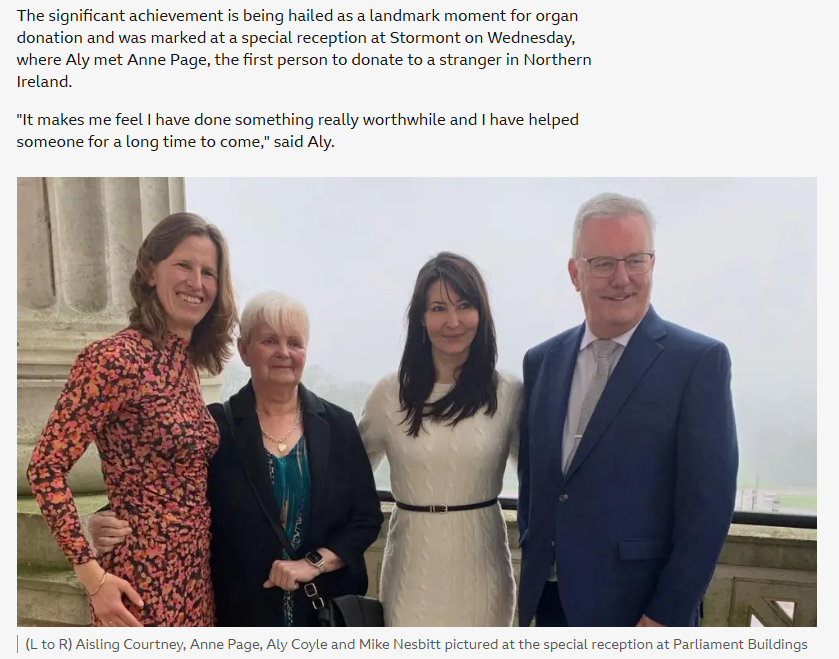 The significant achievement is being hailed as a landmark moment for organ
donation and was marked at a special reception at Stormont on Wednesday,
where Aly met Anne Page, the first person to donate to a stranger in Northern
Ireland.
"It makes me feel I have done something really worthwhile and I have helped
someone for a long time to come," said Aly.
(L to R) Aisling Courtney, Anne Page, Aly Coyle and Mike Nesbitt pictured at the special reception at Parliament Buildings